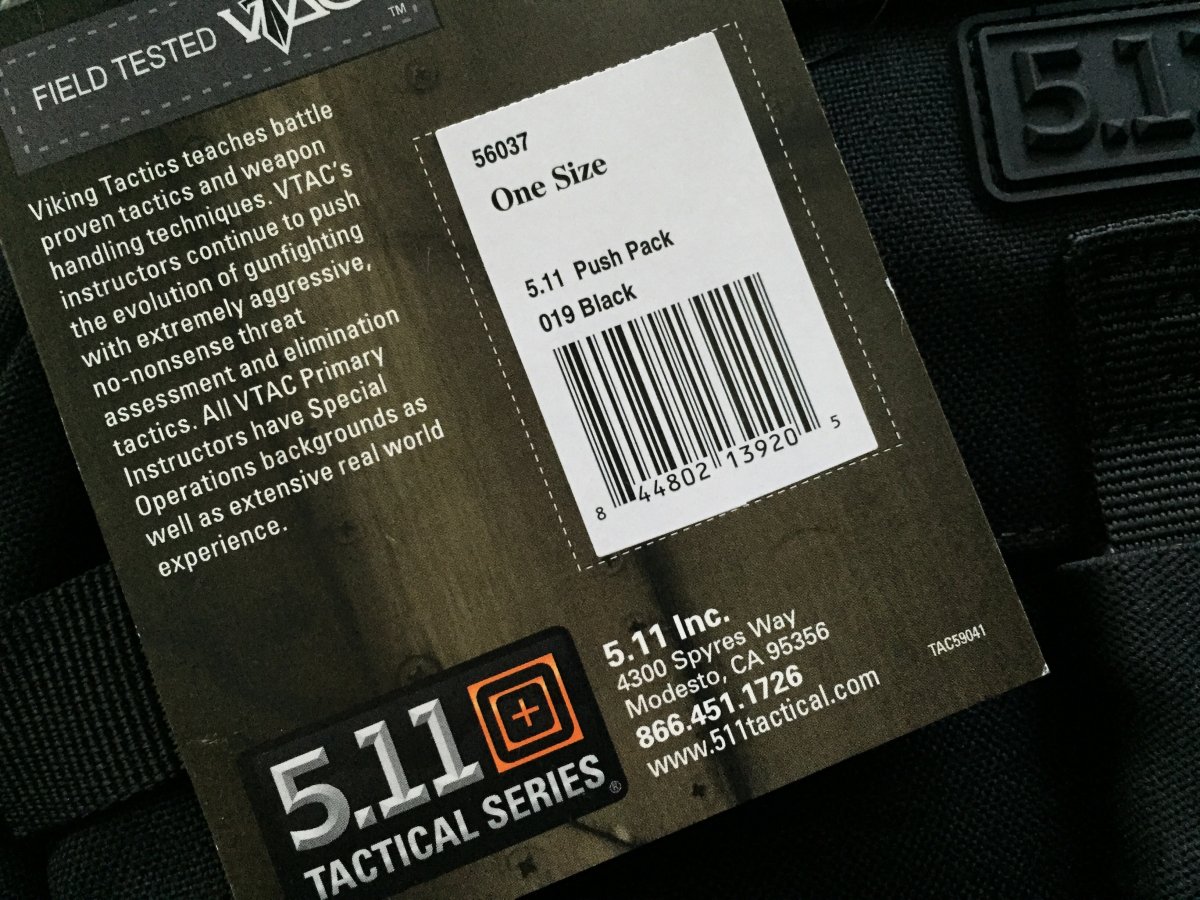 FIELD TESTED VTAC™
Viking Tactics teaches battle
proven tactics and weapon
handling techniques. VTAC's
instructors continue to push
the evolution of gunfighting
with extremely aggressive,
no-nonsense threat
assessment and elimination
tactics. All VTAC Primary
Instructors have Special
Operations backgrounds as
well as extensive real world
experience.
56037
One Size
5.11 Push Pack
019 Black
8 44802 13920 5
5.11
TACTICAL SERIES®
5.11 Inc.
4300 Spyres Way
Modesto, CA 95356
866.451.1726
www.511tactical.com
TAC59041
5.11